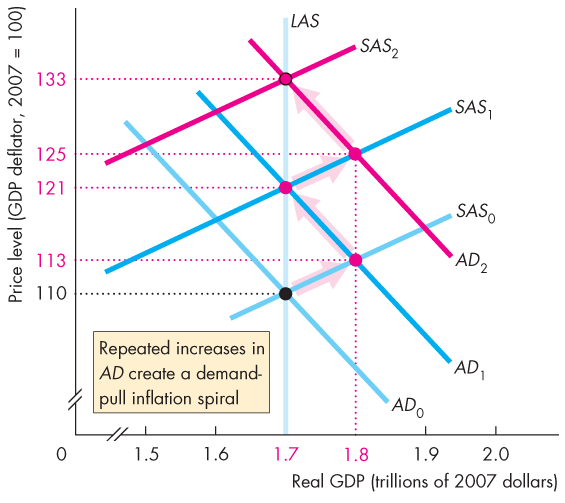 Price level (GDP deflator, 2007 = 100)
LAS
SAS2
133
SAS1
125
121
SAS0
113
AD2
110
Repeated increases in
AD create a demand-
pull inflation spiral
AD1
AD0
0
1.5
1.6
1.7
1.8
1.9
2.0
Real GDP (trillions of 2007 dollars)